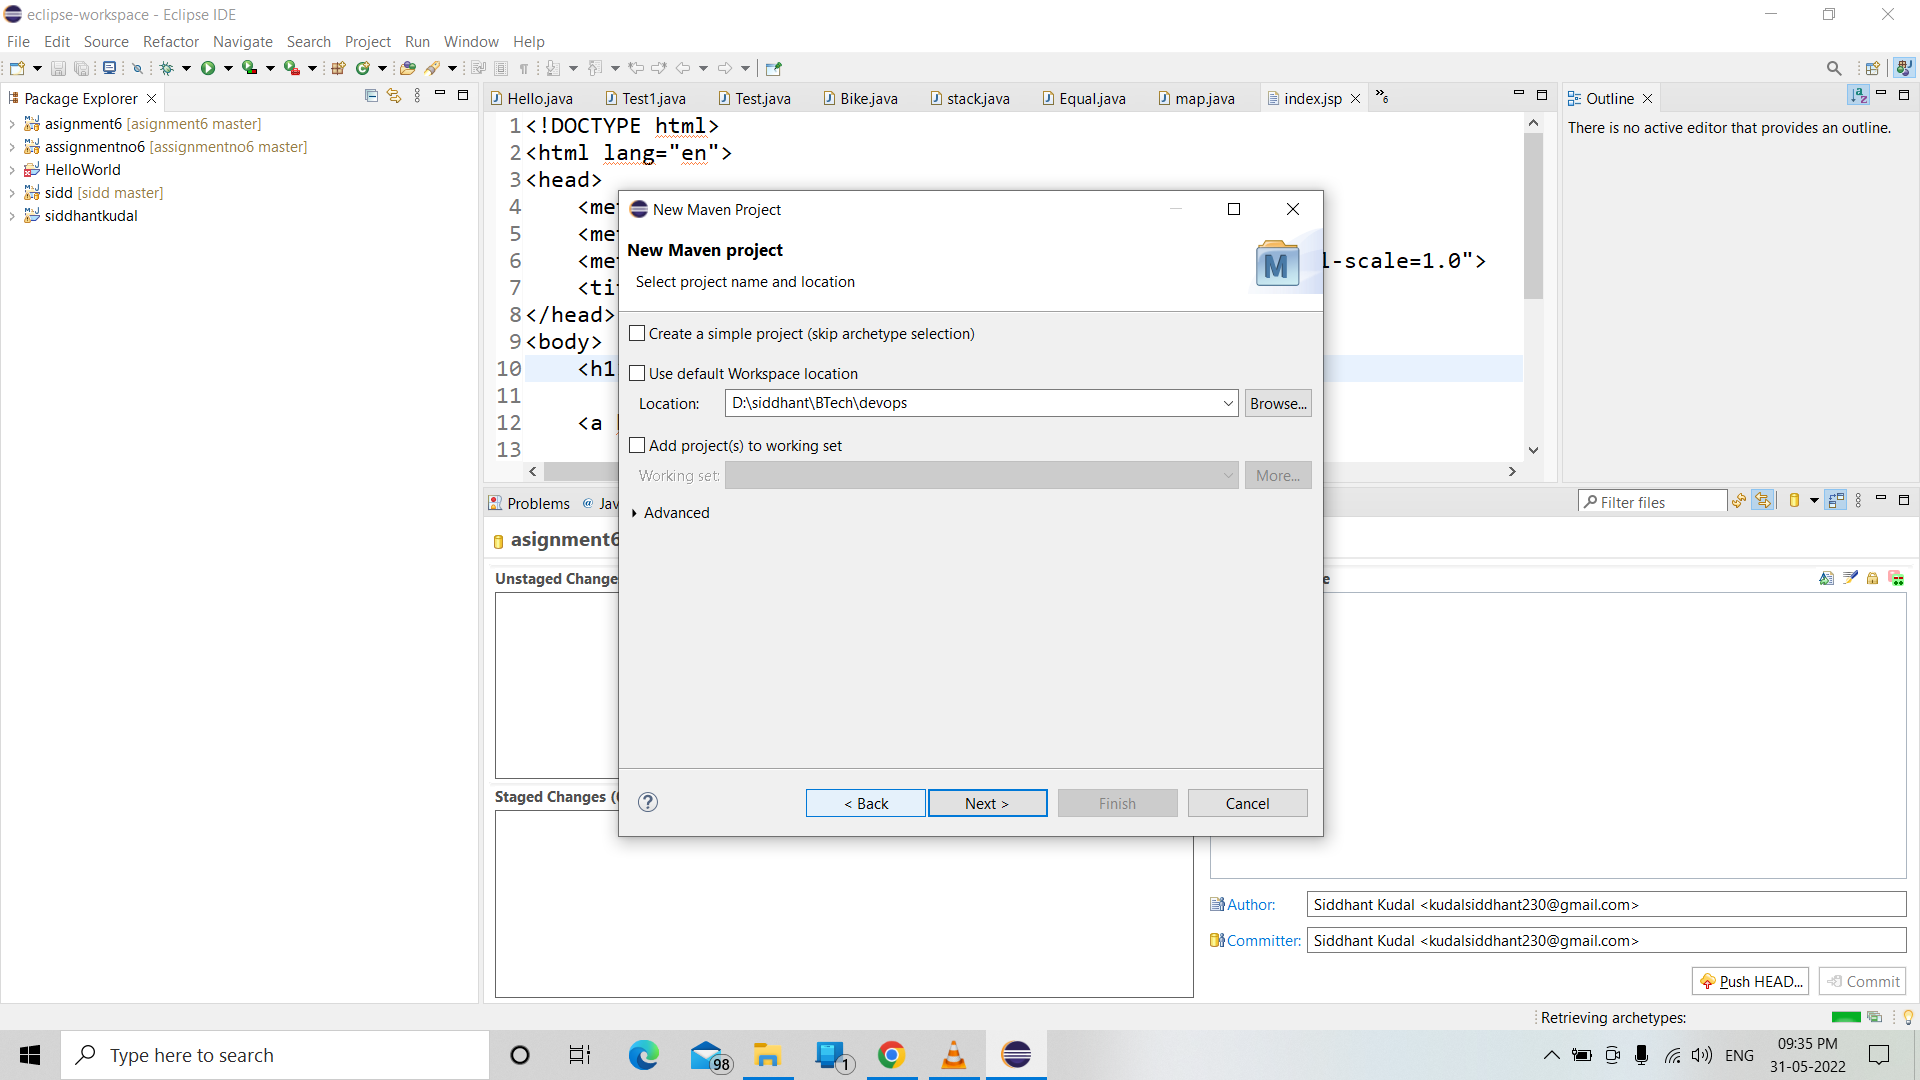 eclipse-workspace - Eclipse IDE
File Edit Source Refactor Navigate Search Project Run Window Help
Package Explorer
asignment6 [asignment6 master]
assignmentno6 [assignmentno6 master]
HelloWorld
sidd [sidd master]
siddhantkudal
Hello.java Test1.java Test.java Bike.java stack.java Equal.java map.java index.jsp »6
1 <!DOCTYPE html>
2 <html lang="en">
3 <head>
4 <me
5 <me
6 <me l-scale=1.0">
7 <ti
8 </head>
9 <body>
10 <h1
11
12 <a
13
Outline
There is no active editor that provides an outline.
New Maven Project
New Maven project
Select project name and location
M
Create a simple project (skip archetype selection)
Use default Workspace location
Location: D:\siddhant\BTech\devops Browse...
Add project(s) to working set
Working set: More...
Advanced
< Back Next > Finish Cancel
Problems @ Jav
Filter files
asignment6
Unstaged Change
e
Staged Changes (
Author: Siddhant Kudal <kudalsiddhant230@gmail.com>
Committer: Siddhant Kudal <kudalsiddhant230@gmail.com>
Push HEAD... Commit
Retrieving archetypes:
Type here to search
98
1
ENG
09:35 PM
31-05-2022